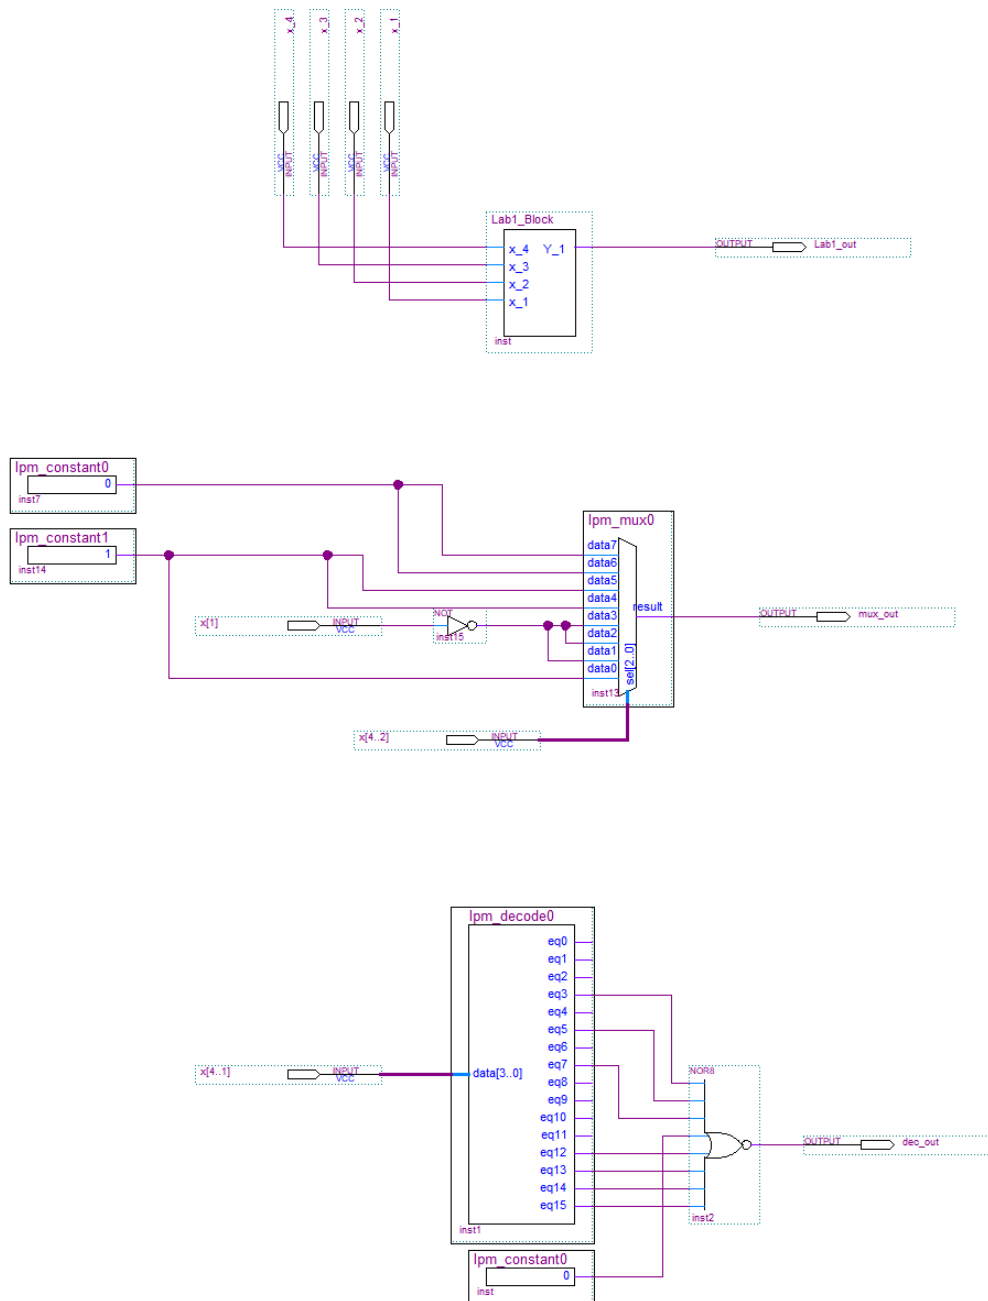 x_4
x_3
x_2
x_1
VCC
INPUT
VCC
INPUT
VCC
INPUT
VCC
INPUT
Lab1_Block
x_4 Y_1
x_3
x_2
x_1
inst
OUTPUT Lab1_out
lpm_constant0
0
inst7
lpm_constant1
1
inst14
x[1] INPUT
VCC
NOT
inst15
lpm_mux0
data7
data6
data5
data4
data3
data2
data1
data0
result
sel[2..0]
inst13
OUTPUT mux_out
x[4..2] INPUT
VCC
lpm_decode0
eq0
eq1
eq2
eq3
eq4
eq5
eq6
eq7
eq8
eq9
eq10
eq11
eq12
eq13
eq14
eq15
data[3..0]
inst1
x[4..1] INPUT
VCC
NOR8
inst2
OUTPUT dec_out
lpm_constant0
0
inst